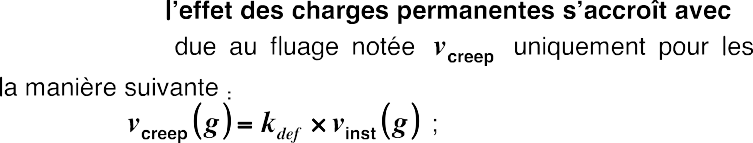 l'effet des charges permanentes s'accroît avec
due au fluage notée v_creep uniquement pour les
la manière suivante :
v_creep(g) = k_def × v_inst(g) ;